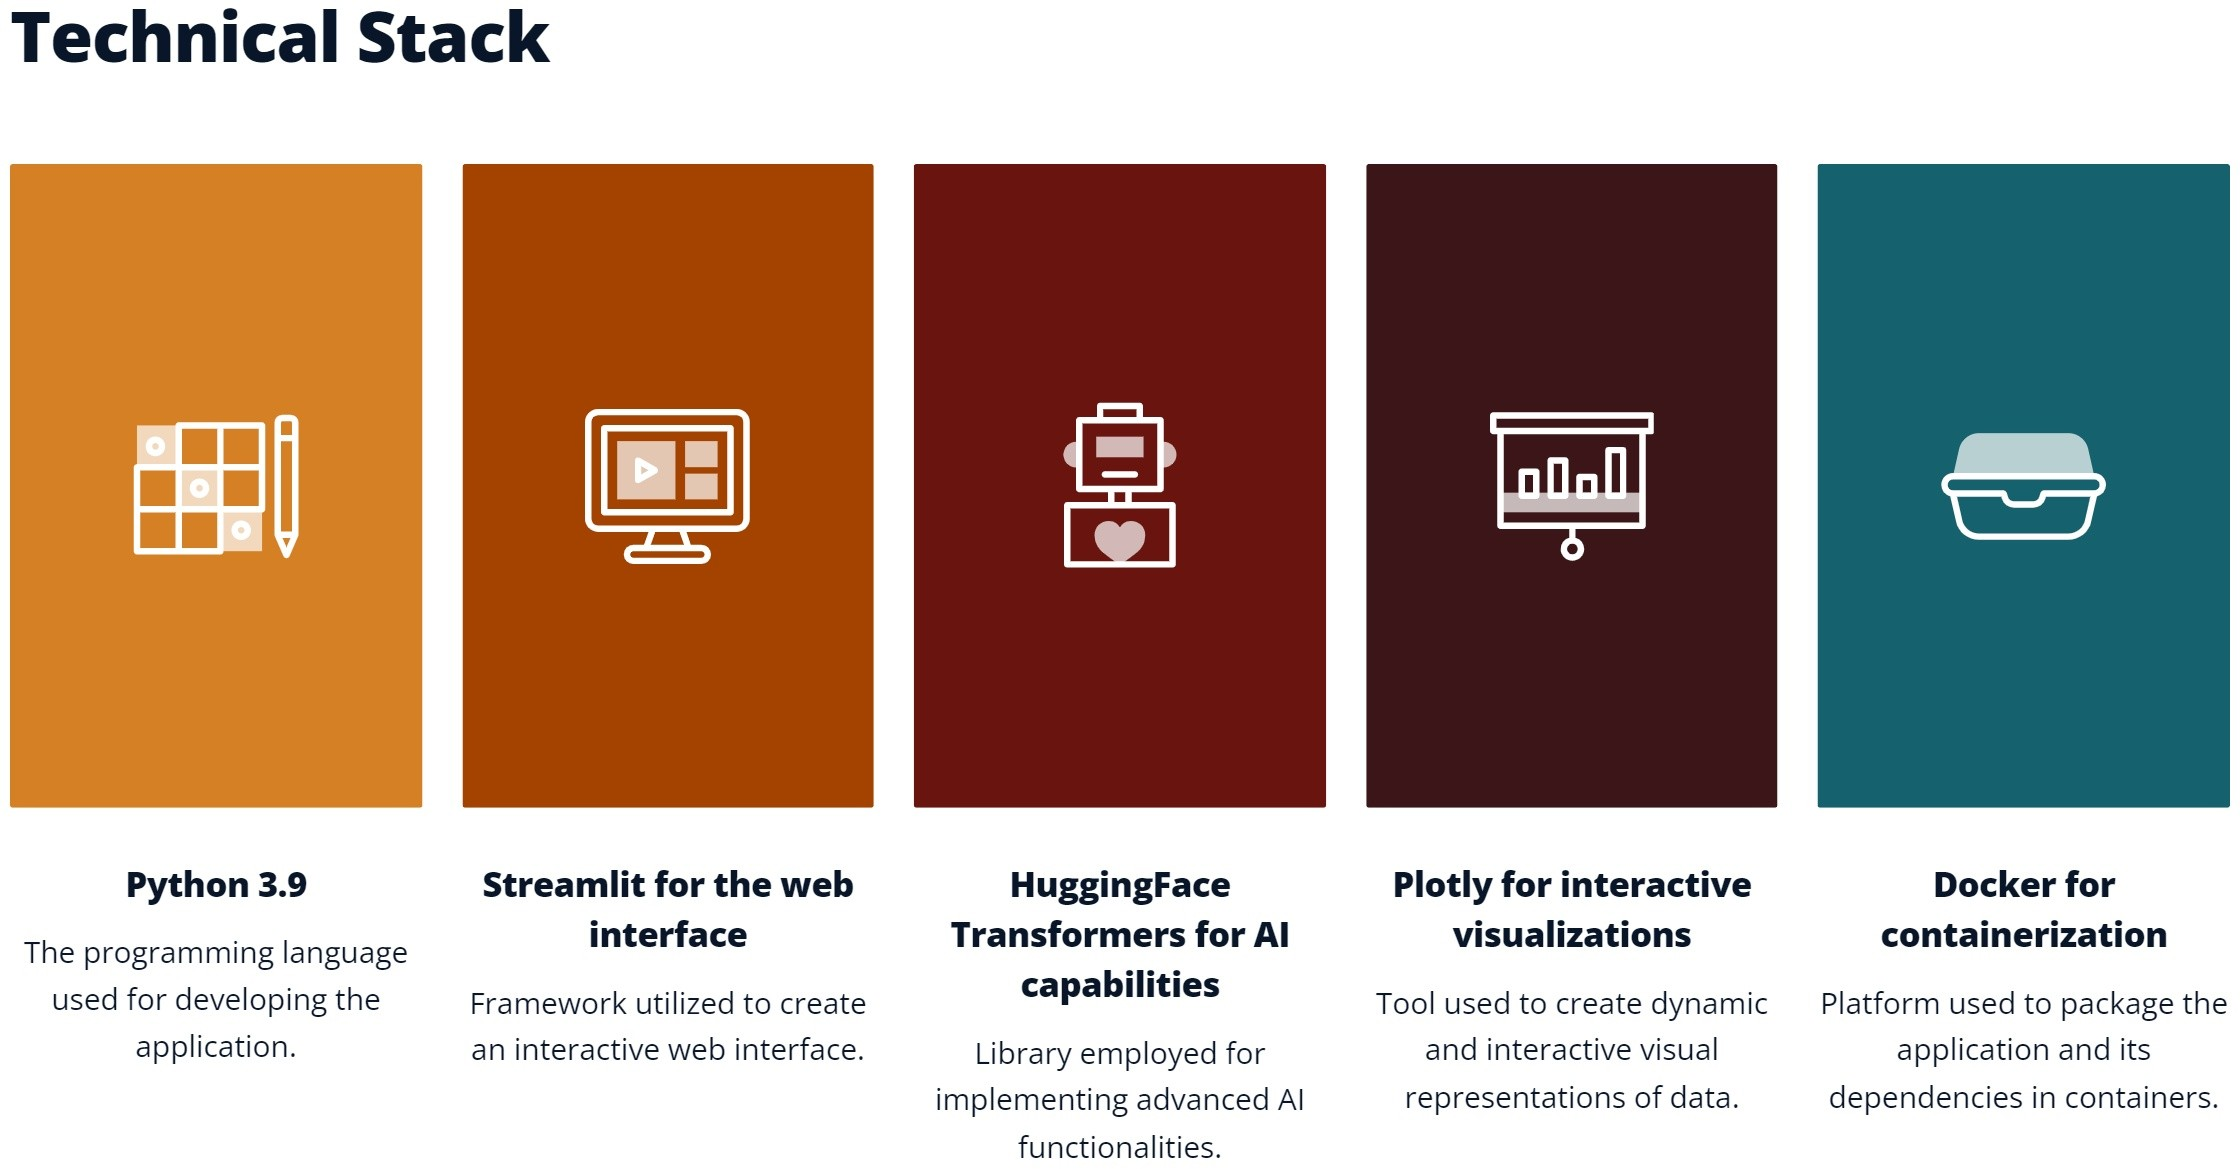 Technical Stack
Python 3.9
The programming language
used for developing the
application.
Streamlit for the web
interface
Framework utilized to create
an interactive web interface.
HuggingFace
Transformers for AI
capabilities
Library employed for
implementing advanced AI
functionalities.
Plotly for interactive
visualizations
Tool used to create dynamic
and interactive visual
representations of data.
Docker for
containerization
Platform used to package the
application and its
dependencies in containers.